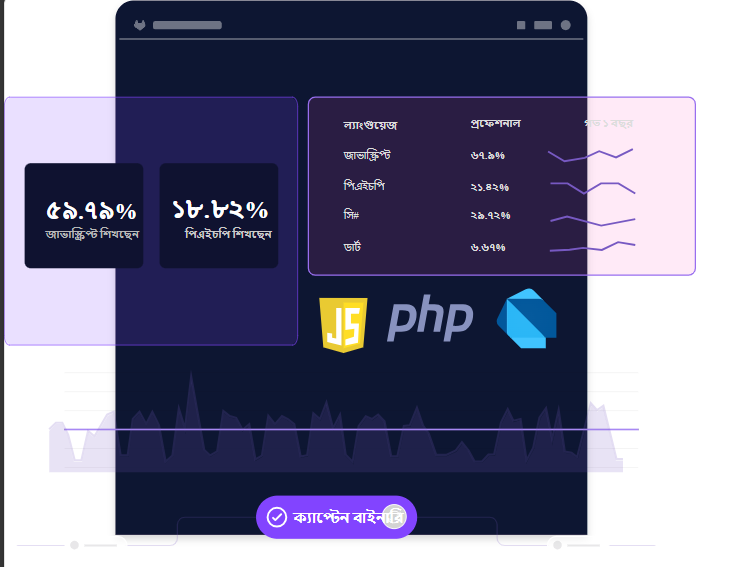 ৫৯.৭৯%
জাভাস্ক্রিপ্ট শিখছেন
১৮.৮২%
পিএইচপি শিখছেন
ল্যাংগুয়েজ প্রফেশনাল গত ১ বছর
জাভাস্ক্রিপ্ট ৬৭.৯%
পিএইচপি ২১.৪২%
সি# ২৯.৭২%
ডার্ট ৬.৬৭%
JS
php
ক্যাপ্টেন বাইনারি